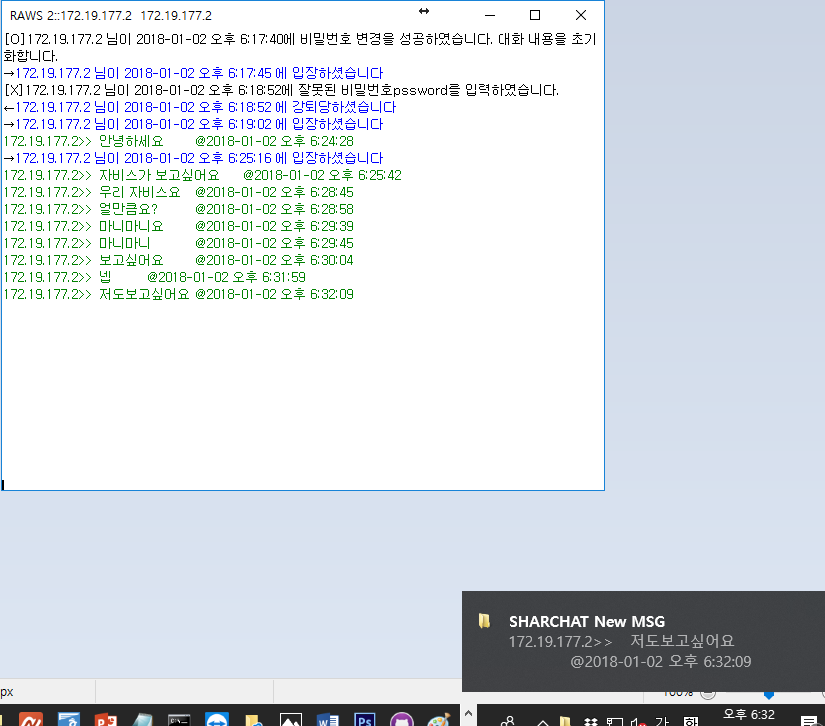 RAWS 2::172.19.177.2   172.19.177.2
[O]172.19.177.2 님이 2018-01-02 오후 6:17:40에 비밀번호 변경을 성공하였습니다. 대화 내용을 초기
화합니다.
→172.19.177.2 님이 2018-01-02 오후 6:17:45 에 입장하셨습니다
[X]172.19.177.2 님이 2018-01-02 오후 6:18:52에 잘못된 비밀번호pssword를 입력하였습니다.
←172.19.177.2 님이 2018-01-02 오후 6:18:52 에 강퇴당하셨습니다
→172.19.177.2 님이 2018-01-02 오후 6:19:02 에 입장하셨습니다
172.19.177.2>> 안녕하세요 @2018-01-02 오후 6:24:28
→172.19.177.2 님이 2018-01-02 오후 6:25:16 에 입장하셨습니다
172.19.177.2>> 자비스가 보고싶어요 @2018-01-02 오후 6:25:42
172.19.177.2>> 우리 자비스요 @2018-01-02 오후 6:28:45
172.19.177.2>> 얼만큼요? @2018-01-02 오후 6:28:58
172.19.177.2>> 마니마니요 @2018-01-02 오후 6:29:39
172.19.177.2>> 마니마니 @2018-01-02 오후 6:29:45
172.19.177.2>> 보고싶어요 @2018-01-02 오후 6:30:04
172.19.177.2>> 넵 @2018-01-02 오후 6:31:59
172.19.177.2>> 저도보고싶어요 @2018-01-02 오후 6:32:09
SHARCHAT New MSG
172.19.177.2>> 저도보고싶어요
@2018-01-02 오후 6:32:09
px
100%
Ps
오후 6:32